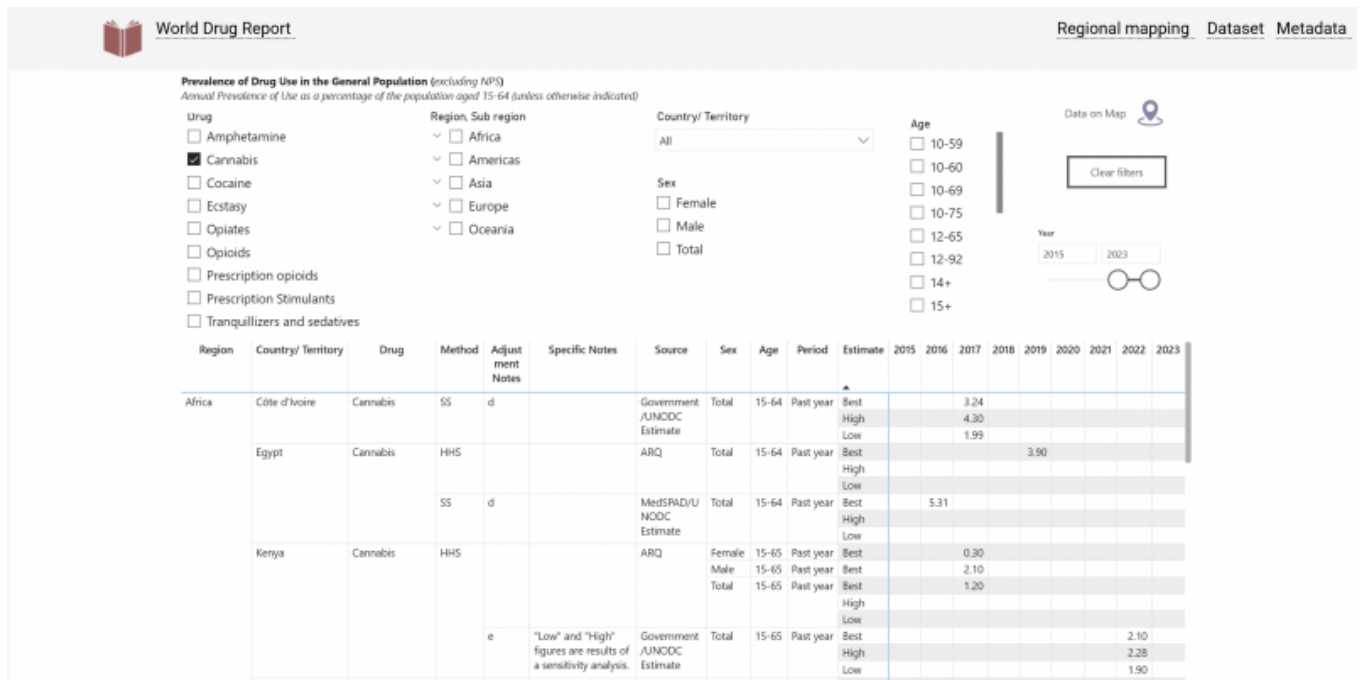 World Drug Report
Regional mapping Dataset Metadata
Prevalence of Drug Use in the General Population (excluding NPS)
Annual Prevalence of Use as a percentage of the population aged 15-64 (unless otherwise indicated)
Drug
Amphetamine
Cannabis
Cocaine
Ecstasy
Opiates
Opioids
Prescription opioids
Prescription Stimulants
Tranquillizers and sedatives
Region, Sub region
Africa
Americas
Asia
Europe
Oceania
Country/ Territory
All
Sex
Female
Male
Total
Age
10-59
10-60
10-69
10-75
12-65
12-92
14+
15+
Data on Map
Clear filters
Year
2015 2023
Region Country/ Territory Drug Method Adjust Specific Notes Source Sex Age Period Estimate 2015 2016 2017 2018 2019 2020 2021 2022 2023
ment
Notes
Africa Côte d'Ivoire Cannabis SS d Government Total 15-64 Past year Best 3.24
/UNODC High 4.30
Estimate Low 1.99
Egypt Cannabis HHS ARQ Total 15-64 Past year Best 3.90
High
Low
SS d MedSPAD/U Total 15-64 Past year Best 5.31
NODC High
Estimate Low
Kenya Cannabis HHS ARQ Female 15-65 Past year Best 0.30
Male 15-65 Past year Best 2.10
Total 15-65 Past year Best 1.20
High
Low
e "Low" and "High" Government Total 15-65 Past year Best 2.10
figures are results of /UNODC High 2.28
a sensitivity analysis. Estimate Low 1.90